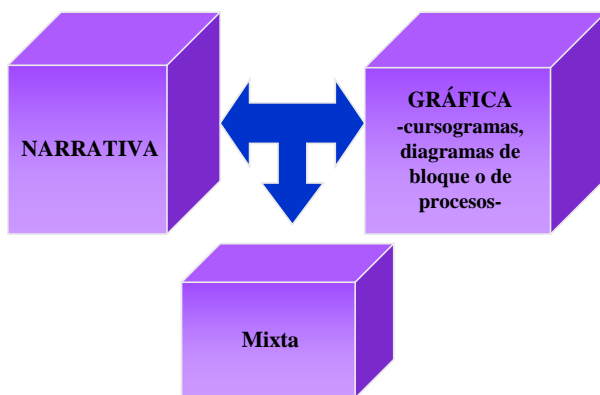 NARRATIVA
GRÁFICA
-cursogramas,
diagramas de
bloque o de
procesos-
Mixta